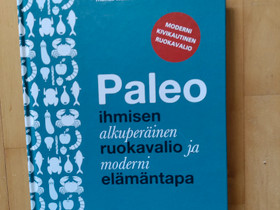 MODERNI
KIVIKAUTINEN
RUOKAVALIO
Paleo
ihmisen
alkuperäinen
ruokavalio ja
moderni
elämäntapa